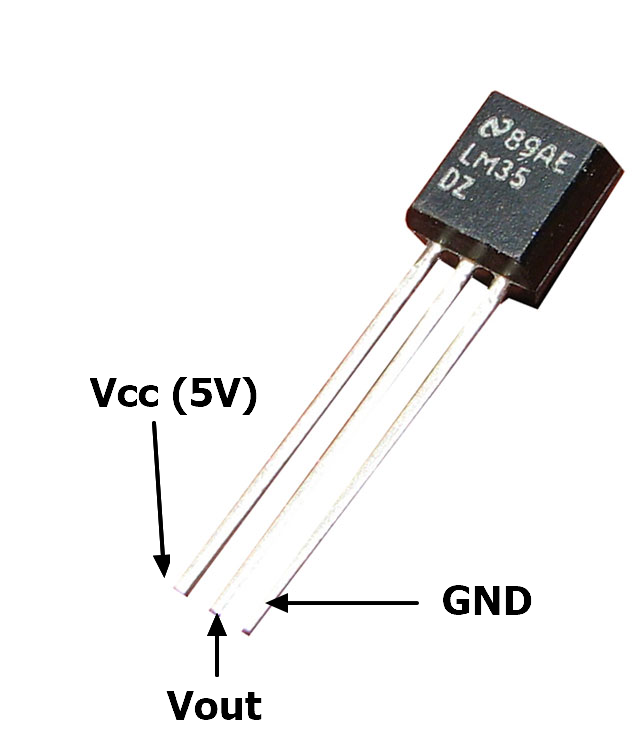 89AE
LM35
DZ
Vcc (5V)
GND
Vout